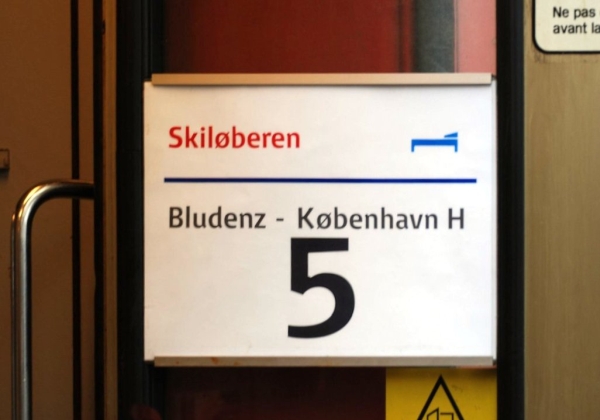 Skiløberen
Bludenz - København H
5
Ne pas
avant la